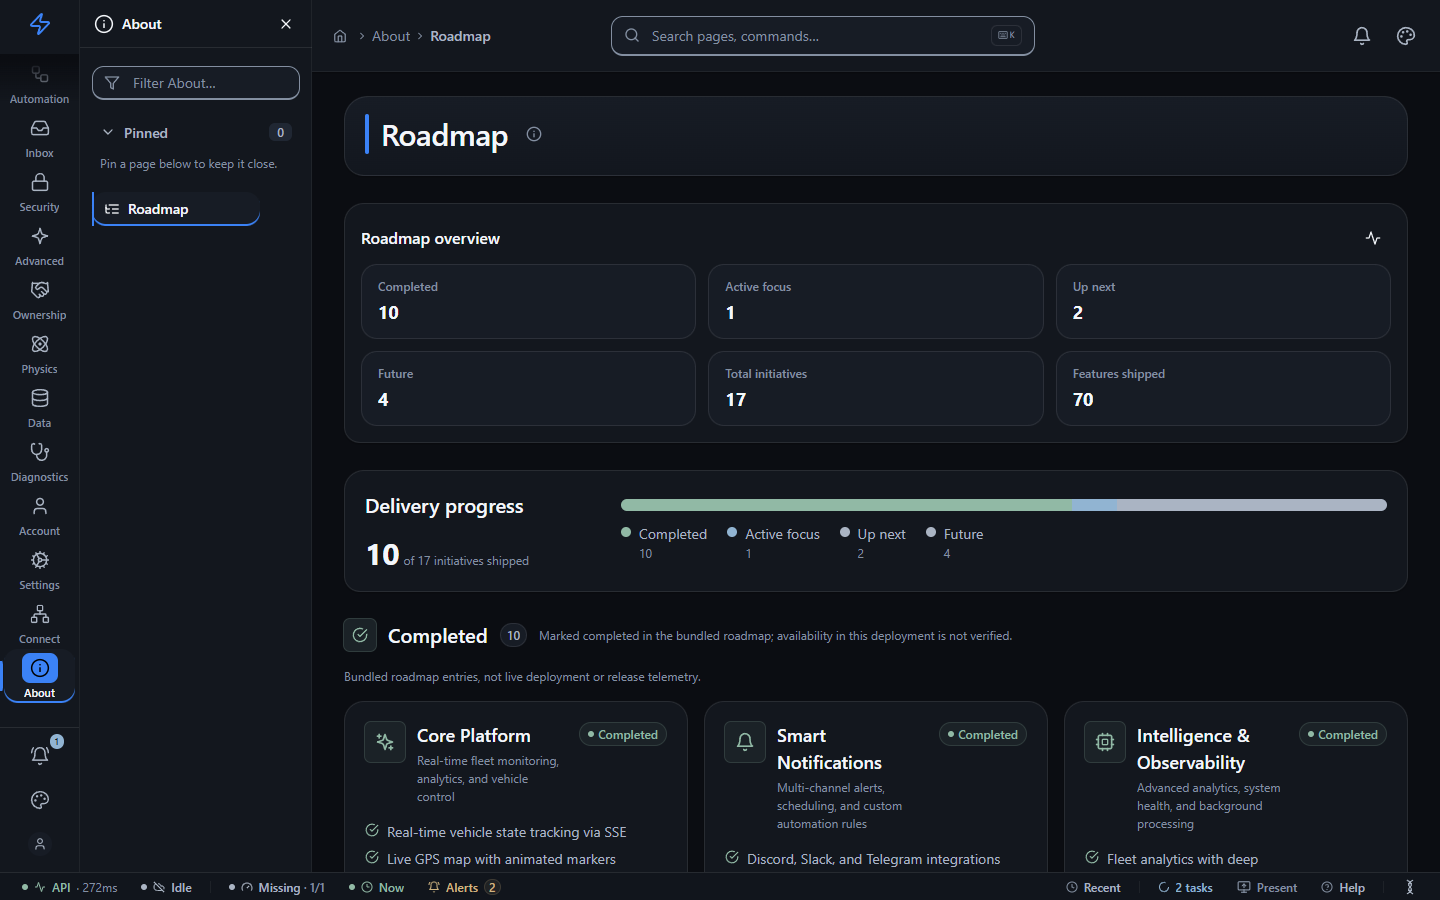 About
Automation
Inbox
Security
Advanced
Ownership
Physics
Data
Diagnostics
Account
Settings
Connect
About
1
Filter About...
Pinned 0
Pin a page below to keep it close.
Roadmap
About Roadmap
Search pages, commands... K
Roadmap
Roadmap overview
Completed
10
Active focus
1
Up next
2
Future
4
Total initiatives
17
Features shipped
70
Delivery progress
10 of 17 initiatives shipped
Completed
10
Active focus
1
Up next
2
Future
4
Completed 10 Marked completed in the bundled roadmap; availability in this deployment is not verified.
Bundled roadmap entries, not live deployment or release telemetry.
Core Platform
Completed
Real-time fleet monitoring,
analytics, and vehicle
control
Real-time vehicle state tracking via SSE
Live GPS map with animated markers
Smart
Notifications
Completed
Multi-channel alerts,
scheduling, and custom
automation rules
Discord, Slack, and Telegram integrations
Intelligence &
Observability
Completed
Advanced analytics, system
health, and background
processing
Fleet analytics with deep
API · 272ms Idle Missing · 1/1 Now Alerts 2 Recent 2 tasks Present Help